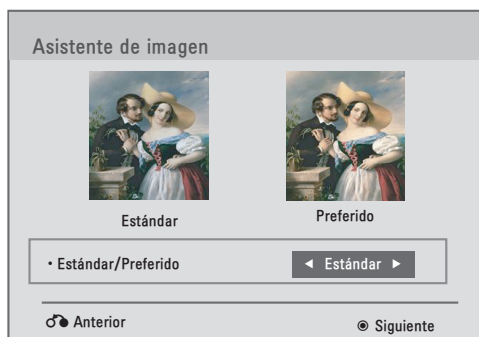 Asistente de imagen
Estándar
Preferido
• Estándar/Preferido
◄ Estándar ►
Anterior
◉ Siguiente